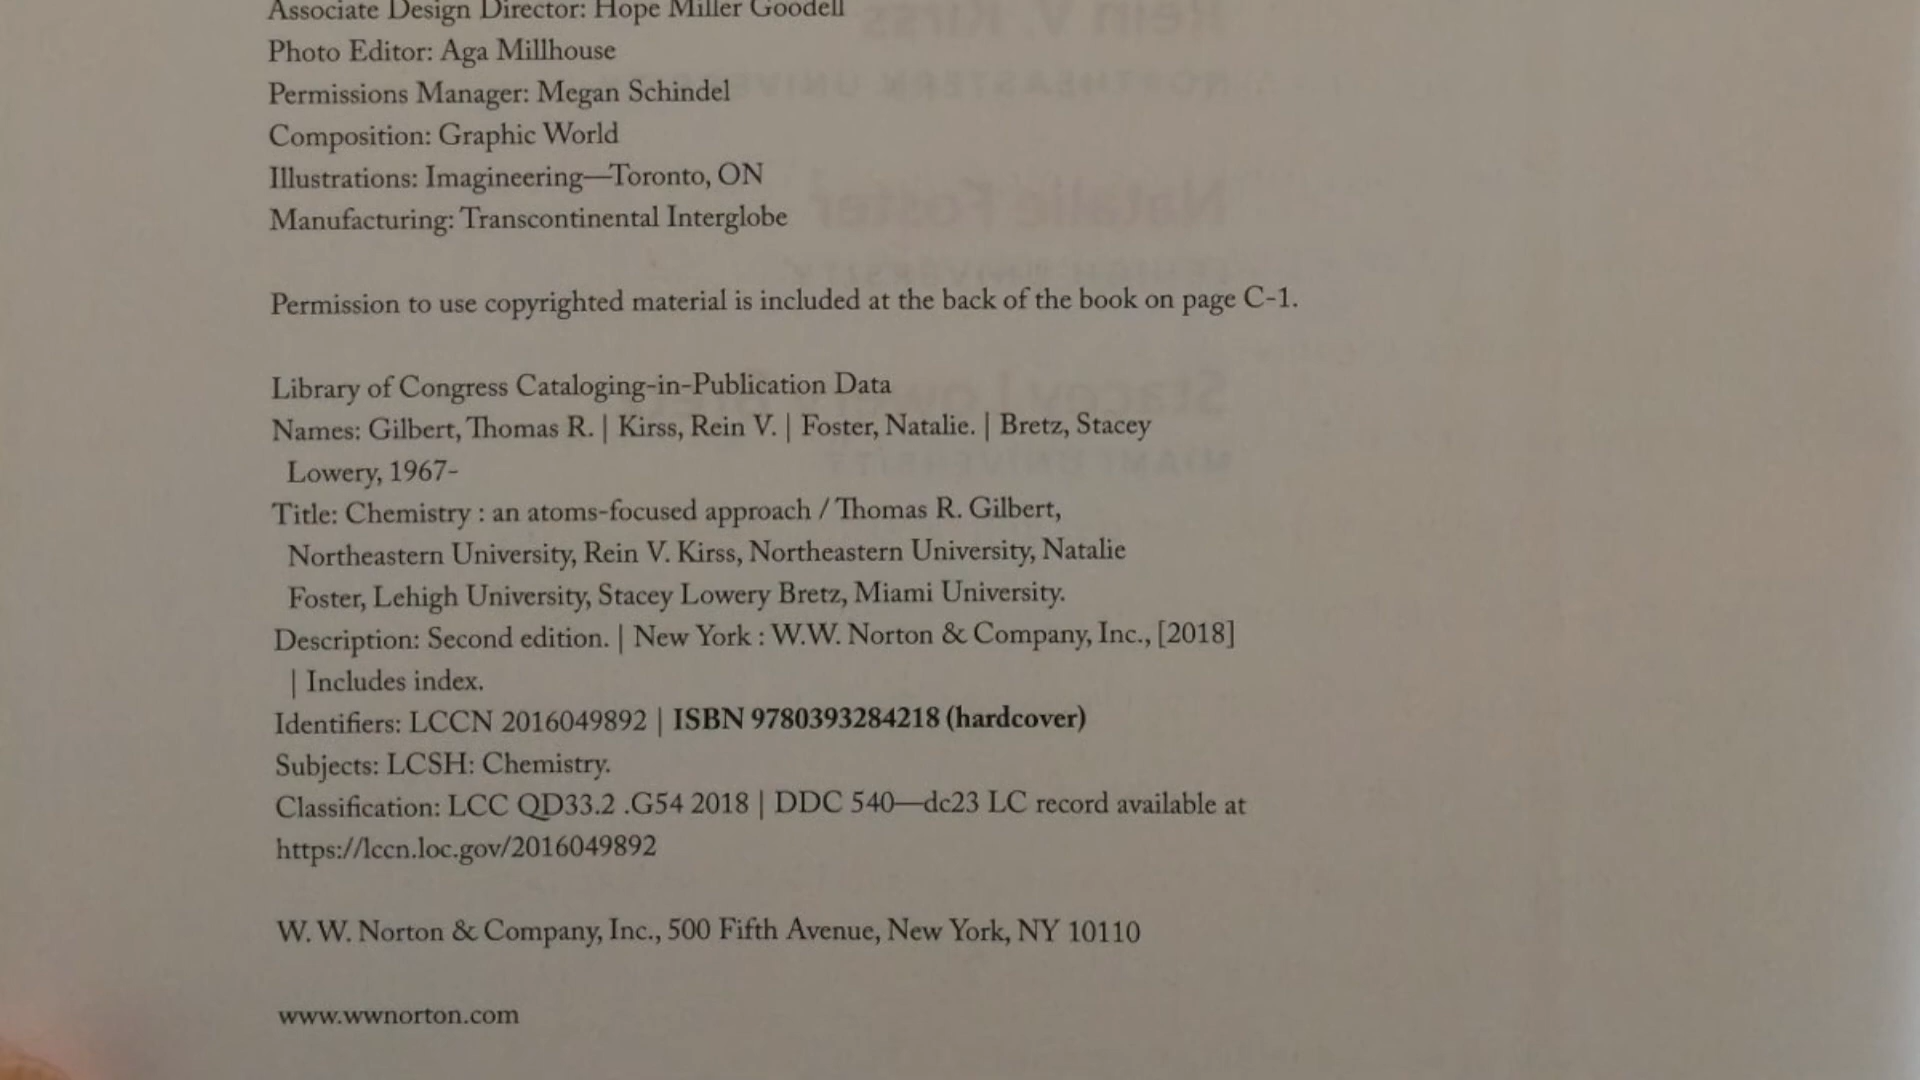 Associate Design Director: Hope Miller Goodell
Photo Editor: Aga Millhouse
Permissions Manager: Megan Schindel
Composition: Graphic World
Illustrations: Imagineering—Toronto, ON
Manufacturing: Transcontinental Interglobe
Permission to use copyrighted material is included at the back of the book on page C-1.
Library of Congress Cataloging-in-Publication Data
Names: Gilbert, Thomas R. | Kirss, Rein V. | Foster, Natalie. | Bretz, Stacey
Lowery, 1967-
Title: Chemistry : an atoms-focused approach / Thomas R. Gilbert,
Northeastern University, Rein V. Kirss, Northeastern University, Natalie
Foster, Lehigh University, Stacey Lowery Bretz, Miami University.
Description: Second edition. | New York : W.W. Norton & Company, Inc., [2018]
| Includes index.
Identifiers: LCCN 2016049892 | ISBN 9780393284218 (hardcover)
Subjects: LCSH: Chemistry.
Classification: LCC QD33.2 .G54 2018 | DDC 540—dc23 LC record available at
https://lccn.loc.gov/2016049892
W. W. Norton & Company, Inc., 500 Fifth Avenue, New York, NY 10110
www.wwnorton.com